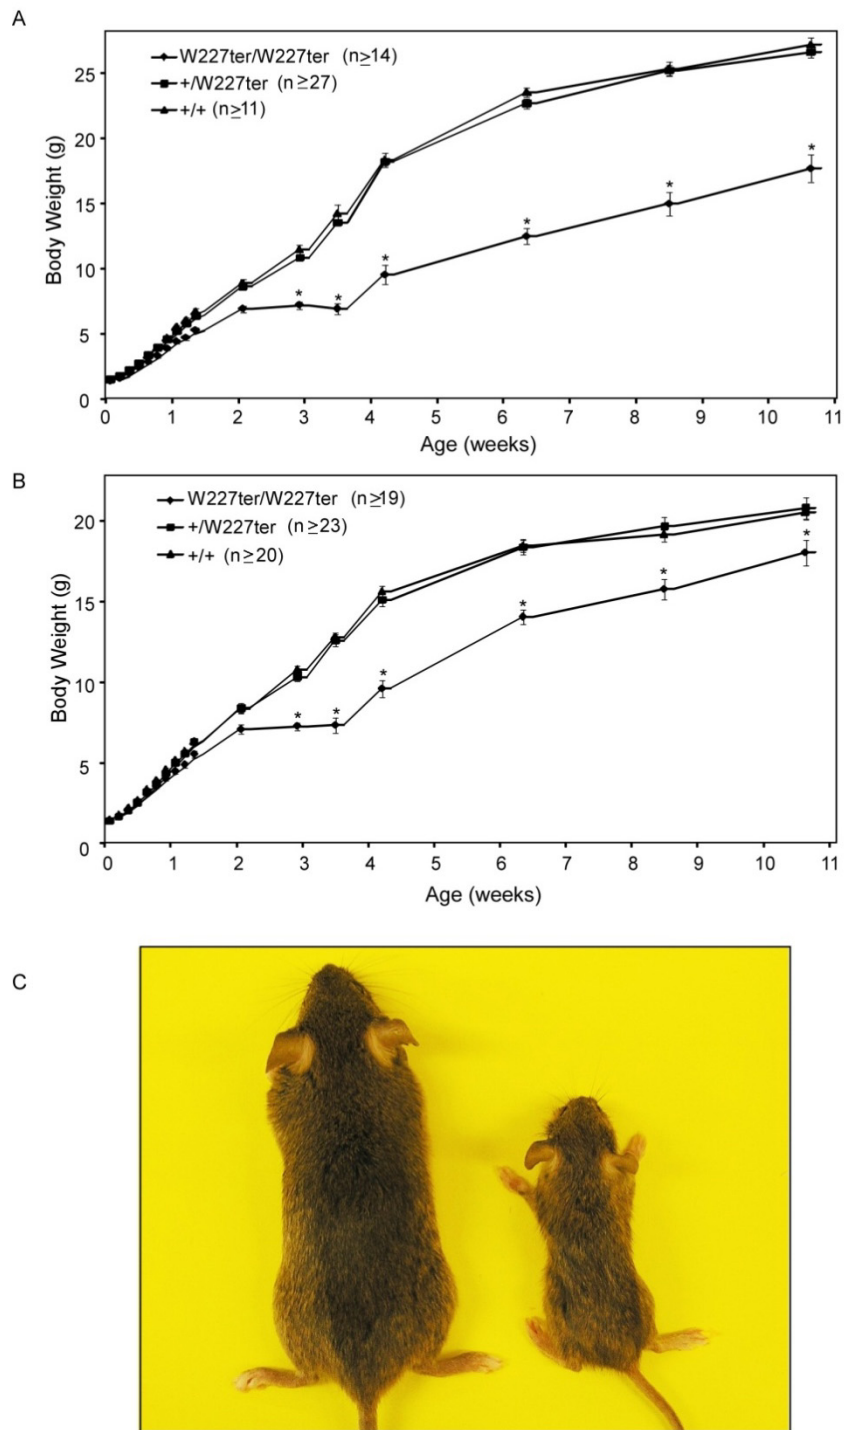 A
W227ter/W227ter (n≥14)
+/W227ter (n≥27)
+/+ (n≥11)
25
20
15
10
5
0
Body Weight (g)
* * * * * * *
0 1 2 3 4 5 6 7 8 9 10 11
Age (weeks)
B
W227ter/W227ter (n≥19)
+/W227ter (n≥23)
+/+ (n≥20)
20
15
10
5
0
Body Weight (g)
* * * * * * *
0 1 2 3 4 5 6 7 8 9 10 11
Age (weeks)
C